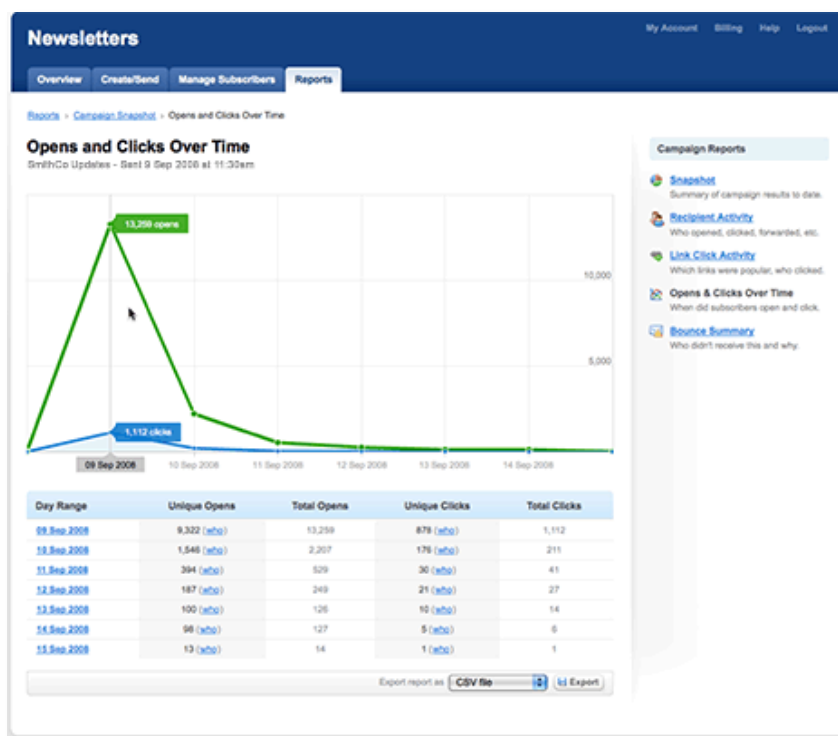 My Account Billing Help Logout
Newsletters
Overview Create/Send Manage Subscribers Reports
Reports > Campaign Snapshot > Opens and Clicks Over Time
Opens and Clicks Over Time
SmithCo Updates - Sent 9 Sep 2008 at 11:30am
13,259 opens
10,000
5,000
1,112 clicks
09 Sep 2008 10 Sep 2008 11 Sep 2008 12 Sep 2008 13 Sep 2008 14 Sep 2008
Day Range Unique Opens Total Opens Unique Clicks Total Clicks
09 Sep 2008 9,322 (who) 13,259 878 (who) 1,112
10 Sep 2008 1,546 (who) 2,207 176 (who) 211
11 Sep 2008 394 (who) 529 30 (who) 41
12 Sep 2008 187 (who) 249 21 (who) 27
13 Sep 2008 100 (who) 126 10 (who) 14
14 Sep 2008 98 (who) 127 5 (who) 6
15 Sep 2008 13 (who) 14 1 (who) 1
Export report as CSV file Export
Campaign Reports
Snapshot
Summary of campaign results to date.
Recipient Activity
Who opened, clicked, forwarded, etc.
Link Click Activity
Which links were popular, who clicked.
Opens & Clicks Over Time
When did subscribers open and click.
Bounce Summary
Who didn't receive this and why.